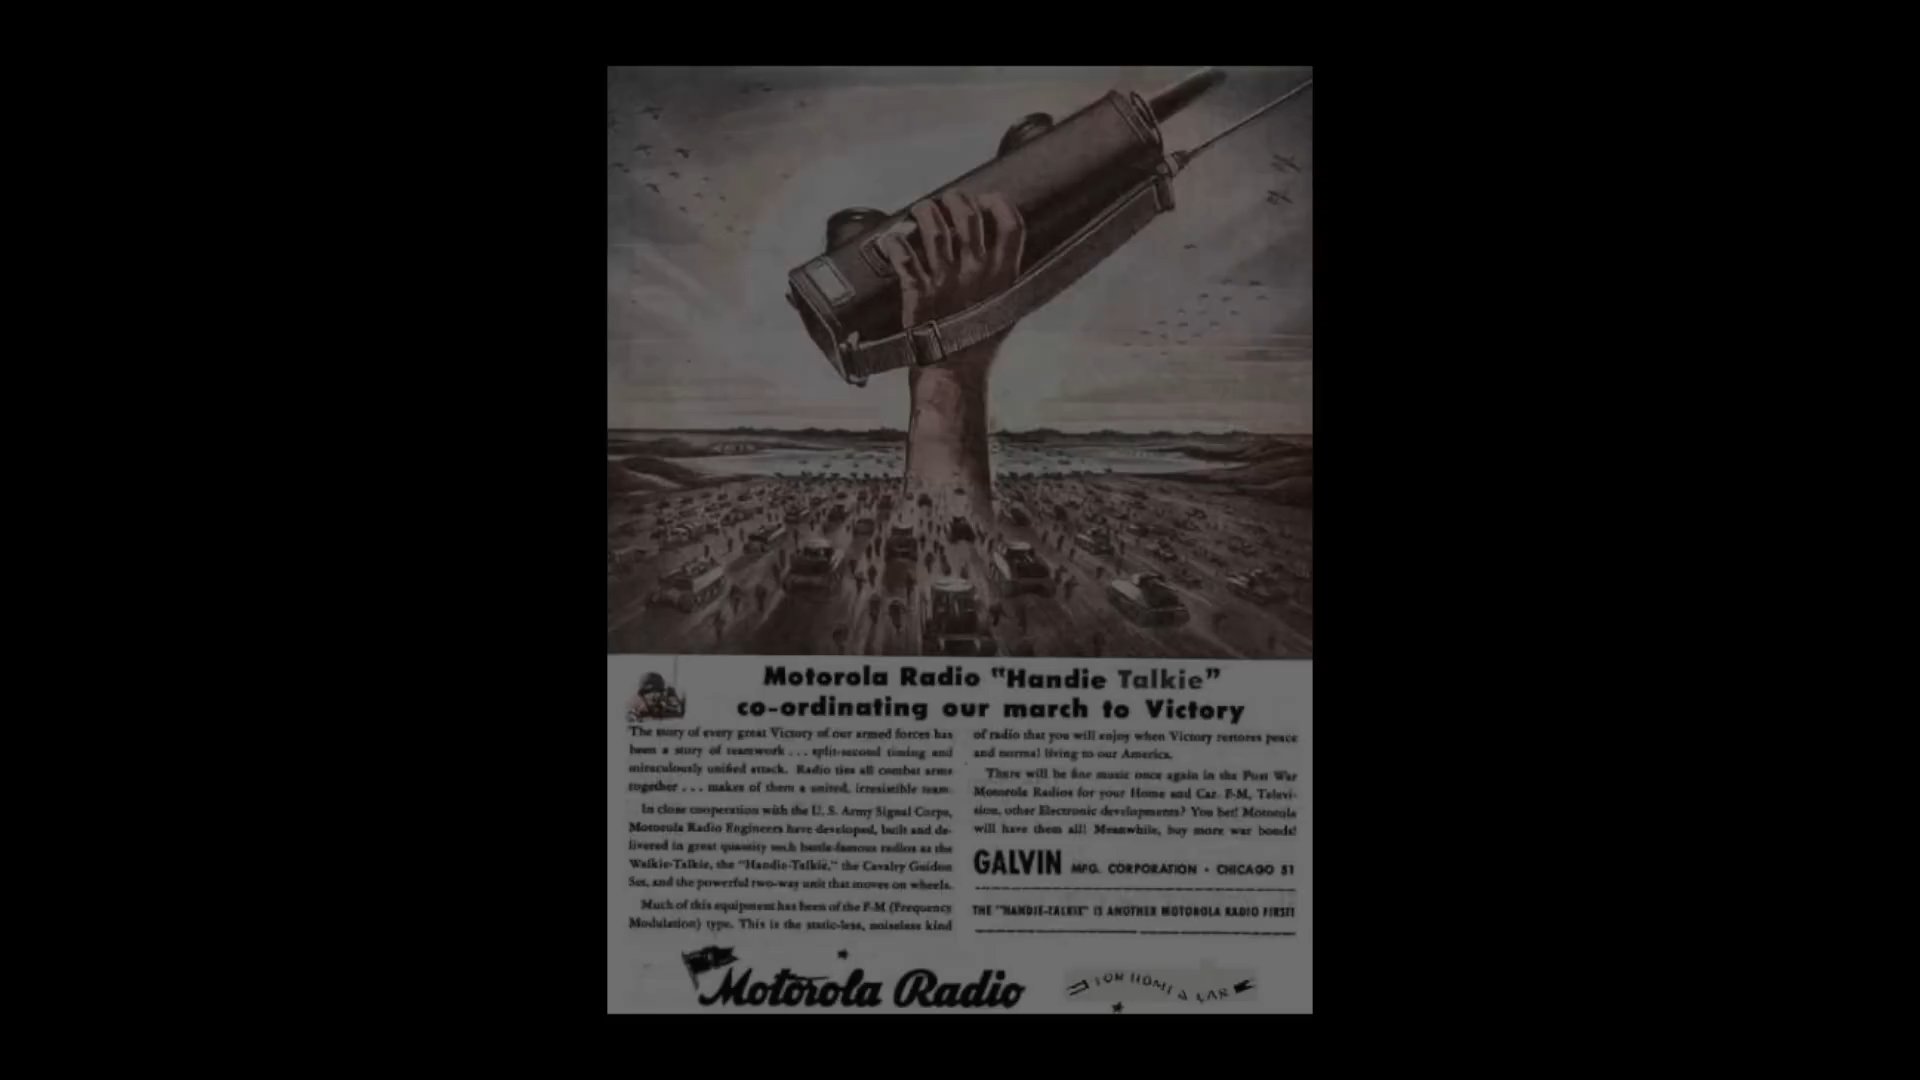 Motorola Radio "Handie Talkie"
co-ordinating our march to Victory
The story of every great Victory of our armed forces has
been a story of teamwork . . . split-second timing and
miraculously unified attack. Radio ties all combat arms
together . . . makes of them a united, irresistible team.
In close cooperation with the U. S. Army Signal Corps,
Motorola Radio Engineers have developed, built and de-
livered in great quantity such battle-famous radios as the
Walkie-Talkie, the "Handie-Talkie," the Cavalry Guidon
Set, and the powerful two-way unit that moves on wheels.
Much of this equipment has been of the F-M (Frequency
Modulation) type. This is the static-less, noiseless kind
of radio that you will enjoy when Victory restores peace
and normal living to our America.
There will be fine music once again in the Post War
Motorola Radios for your Home and Car. F-M, Televi-
sion, other Electronic developments? You bet! Motorola
will have them all! Meanwhile, buy more war bonds!
GALVIN MFG. CORPORATION • CHICAGO 51
THE "HANDIE-TALKIE" IS ANOTHER MOTOROLA RADIO FIRST!
Motorola Radio
FOR HOME & CAR